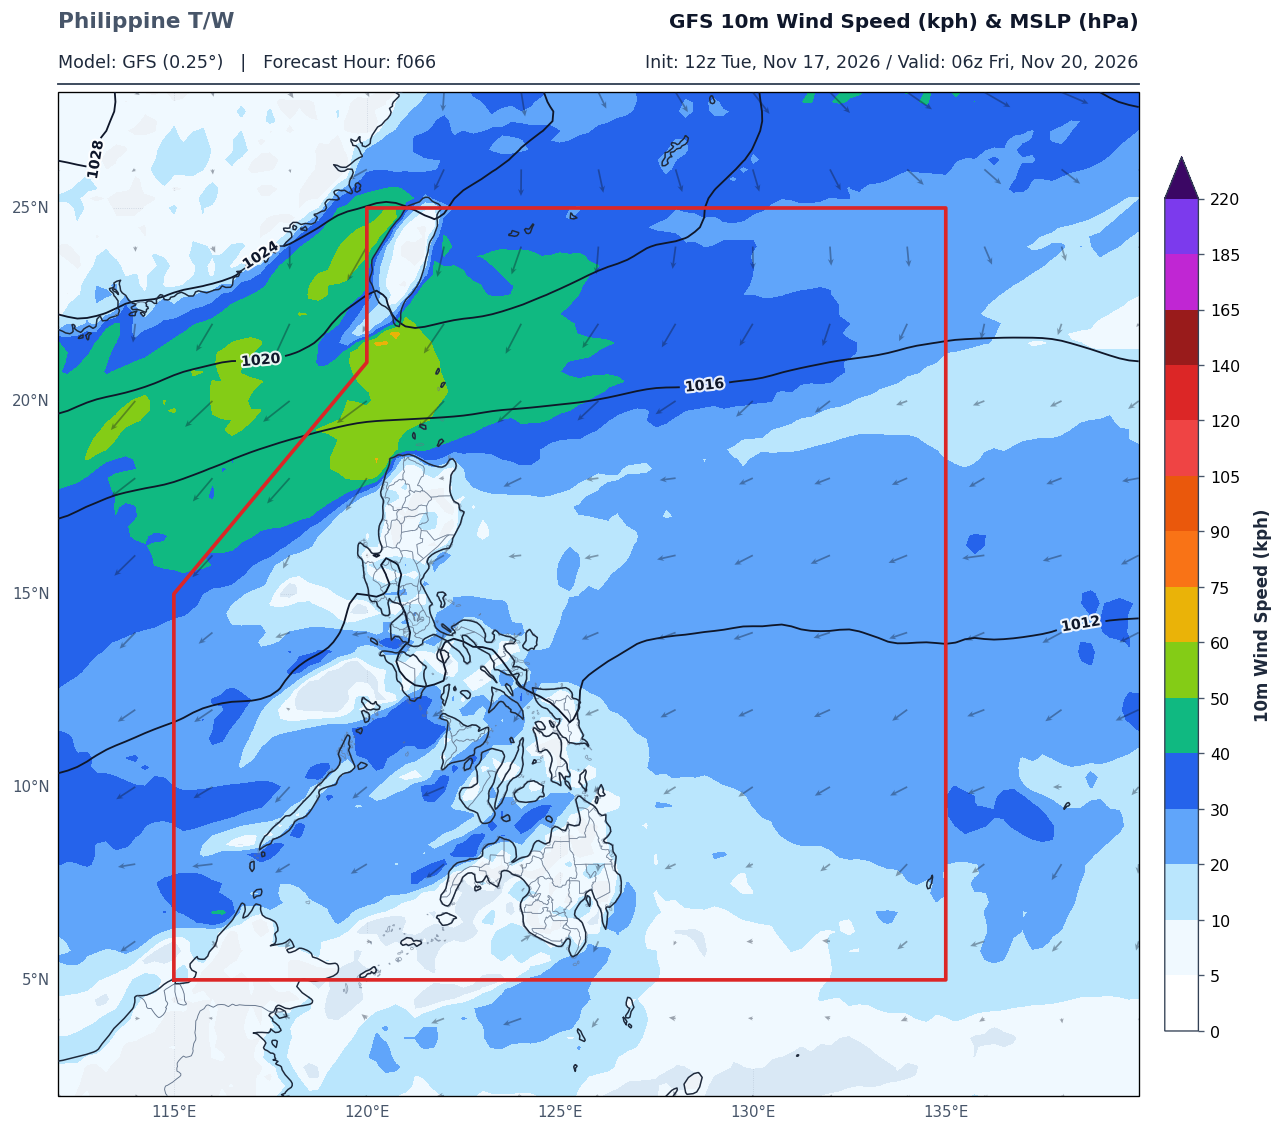 Philippine T/W
GFS 10m Wind Speed (kph) & MSLP (hPa)
Model: GFS (0.25°) | Forecast Hour: f066
Init: 12z Tue, Nov 17, 2026 / Valid: 06z Fri, Nov 20, 2026
1028
1024
1020
1016
1012
25°N
20°N
15°N
10°N
5°N
115°E
120°E
125°E
130°E
135°E
220
185
165
140
120
105
90
75
60
50
40
30
20
10
5
0
10m Wind Speed (kph)